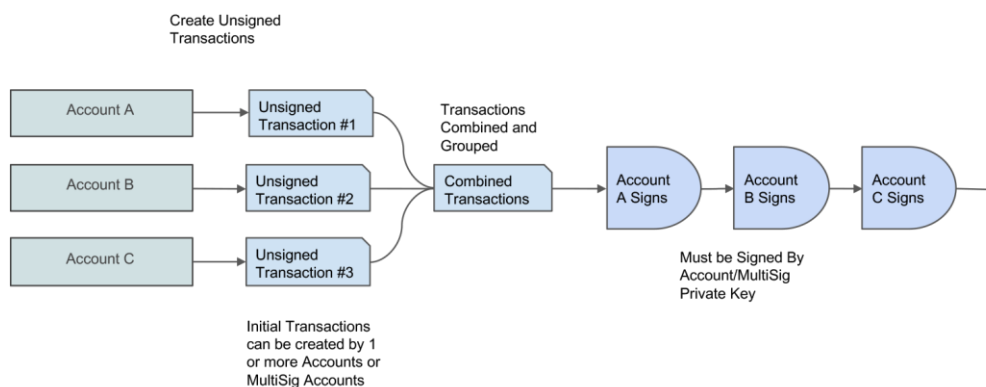 Create Unsigned
Transactions
Account A
Unsigned
Transaction #1
Transactions
Combined and
Grouped
Account B
Unsigned
Transaction #2
Combined
Transactions
Account
A Signs
Account
B Signs
Account
C Signs
Account C
Unsigned
Transaction #3
Must be Signed By
Account/MultiSig
Private Key
Initial Transactions
can be created by 1
or more Accounts or
MultiSig Accounts